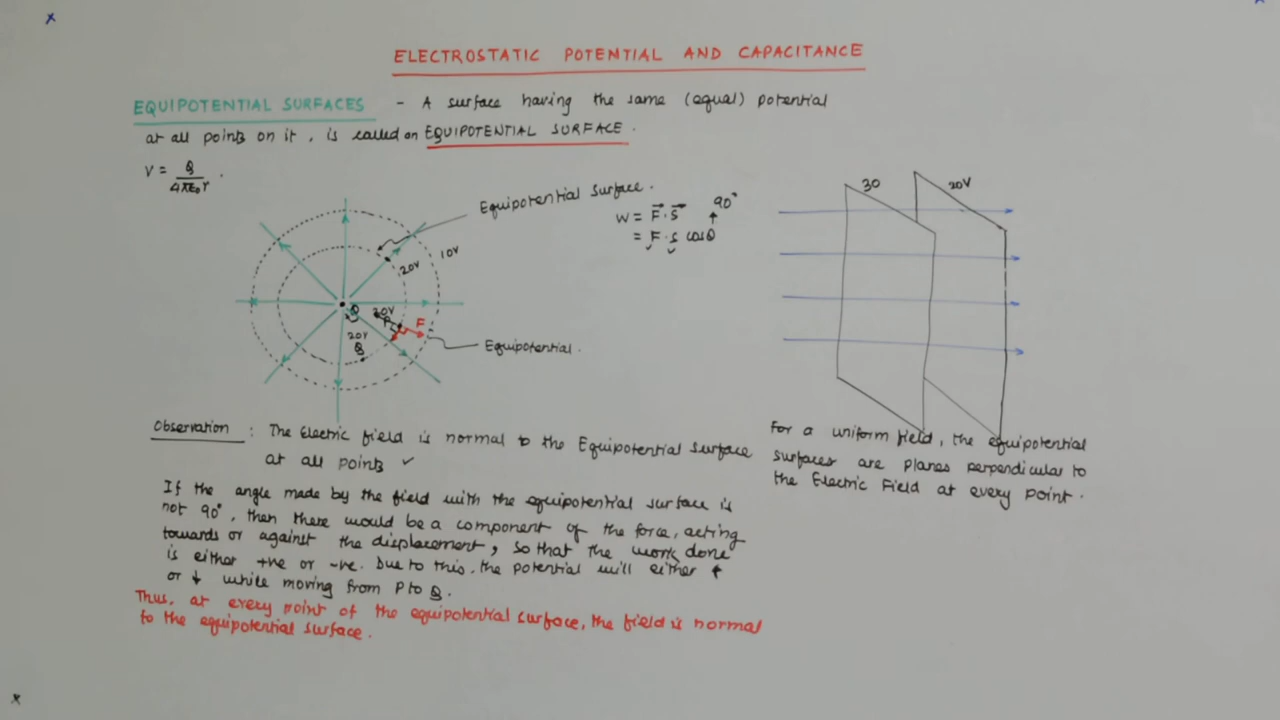 ELECTROSTATIC POTENTIAL AND CAPACITANCE
EQUIPOTENTIAL SURFACES - A surface having the same (equal) potential
at all points on it, is called an EQUIPOTENTIAL SURFACE.
V = Q / 4πε₀r .
Equipotential Surface.
W = F⃗ . S⃗ 90°
= F . S cosθ ↑
10V
20V
Q
20V
P
F
20V
Q
Equipotential.
30
20V
Observation : The Electric field is normal to the Equipotential Surface
at all points ✓
If the angle made by the field with the equipotential surface is
not 90°, then there would be a component of the force, acting
towards or against the displacement, so that the work done
is either +ve or -ve. Due to this, the potential will either ↑
or ↓ while moving from P to Q.
Thus, at every point of the equipotential surface, the field is normal
to the equipotential surface.
For a uniform field, the equipotential
surfaces are planes perpendicular to
the Electric Field at every point.